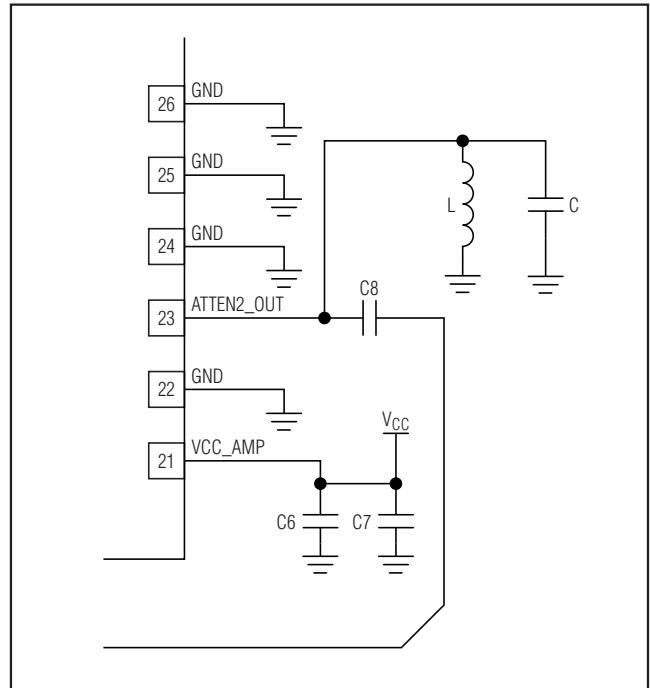 26 GND
25 GND
24 GND
L
C
C8
23 ATTEN2_OUT
22 GND
VCC
21 VCC_AMP
C6
C7